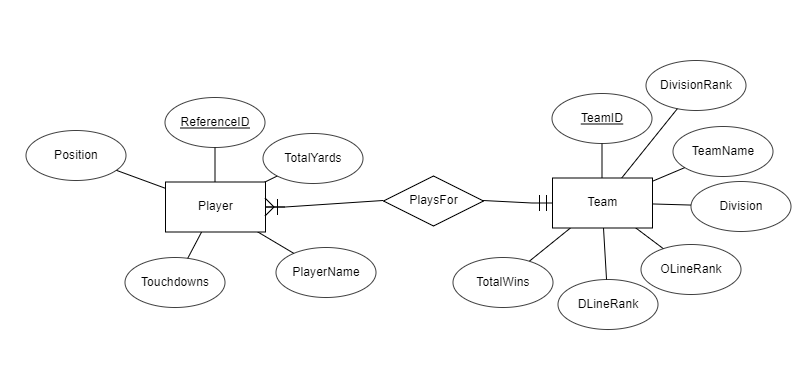 DivisionRank
ReferenceID
TeamID
Position
TotalYards
TeamName
Player
PlaysFor
Team
Division
Touchdowns
PlayerName
TotalWins
OLineRank
DLineRank